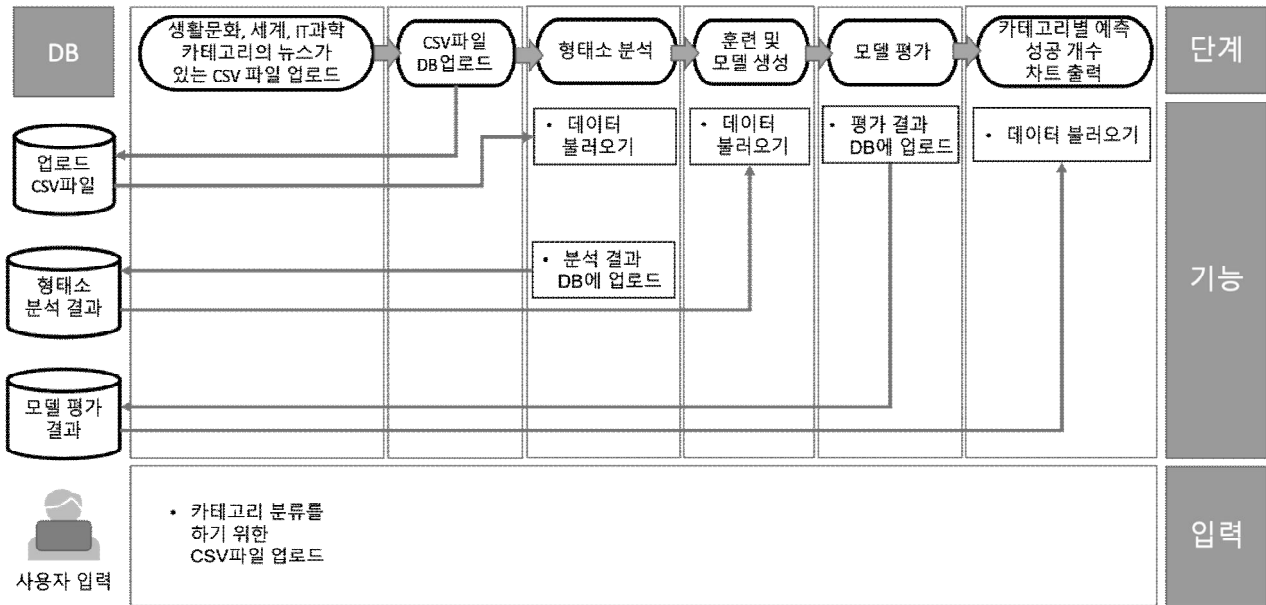 DB
생활문화, 세계, IT과학
카테고리의 뉴스가
있는 CSV 파일 업로드
CSV파일
DB업로드
형태소 분석
훈련 및
모델 생성
모델 평가
카테고리별 예측
성공 개수
차트 출력
단계
업로드
CSV파일
• 데이터
불러오기
• 데이터
불러오기
• 평가 결과
DB에 업로드
• 데이터 불러오기
형태소
분석 결과
• 분석 결과
DB에 업로드
기능
모델 평가
결과
사용자 입력
• 카테고리 분류를
하기 위한
CSV파일 업로드
입력